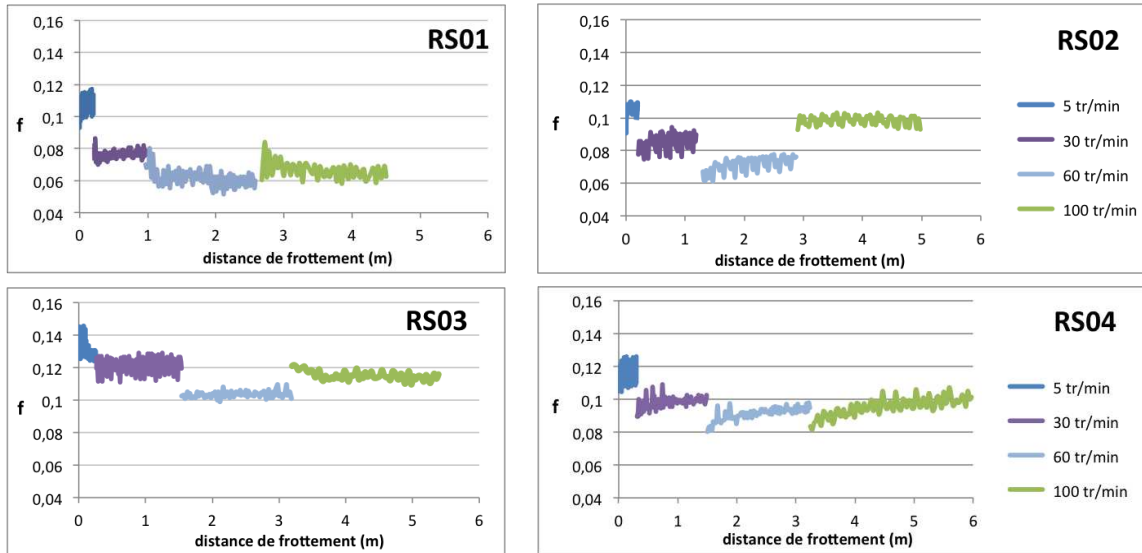 RS01
0,16
0,14
0,12
0,1
0,08
0,06
0,04
f
0 1 2 3 4 5 6
distance de frottement (m)
RS02
0,16
0,14
0,12
0,1
0,08
0,06
0,04
f
0 1 2 3 4 5 6
distance de frottement (m)
5 tr/min
30 tr/min
60 tr/min
100 tr/min
RS03
0,16
0,14
0,12
0,1
0,08
0,06
0,04
f
0 1 2 3 4 5 6
distance de frottement (m)
RS04
0,16
0,14
0,12
0,1
0,08
0,06
0,04
f
0 1 2 3 4 5 6
distance de frottement (m)
5 tr/min
30 tr/min
60 tr/min
100 tr/min